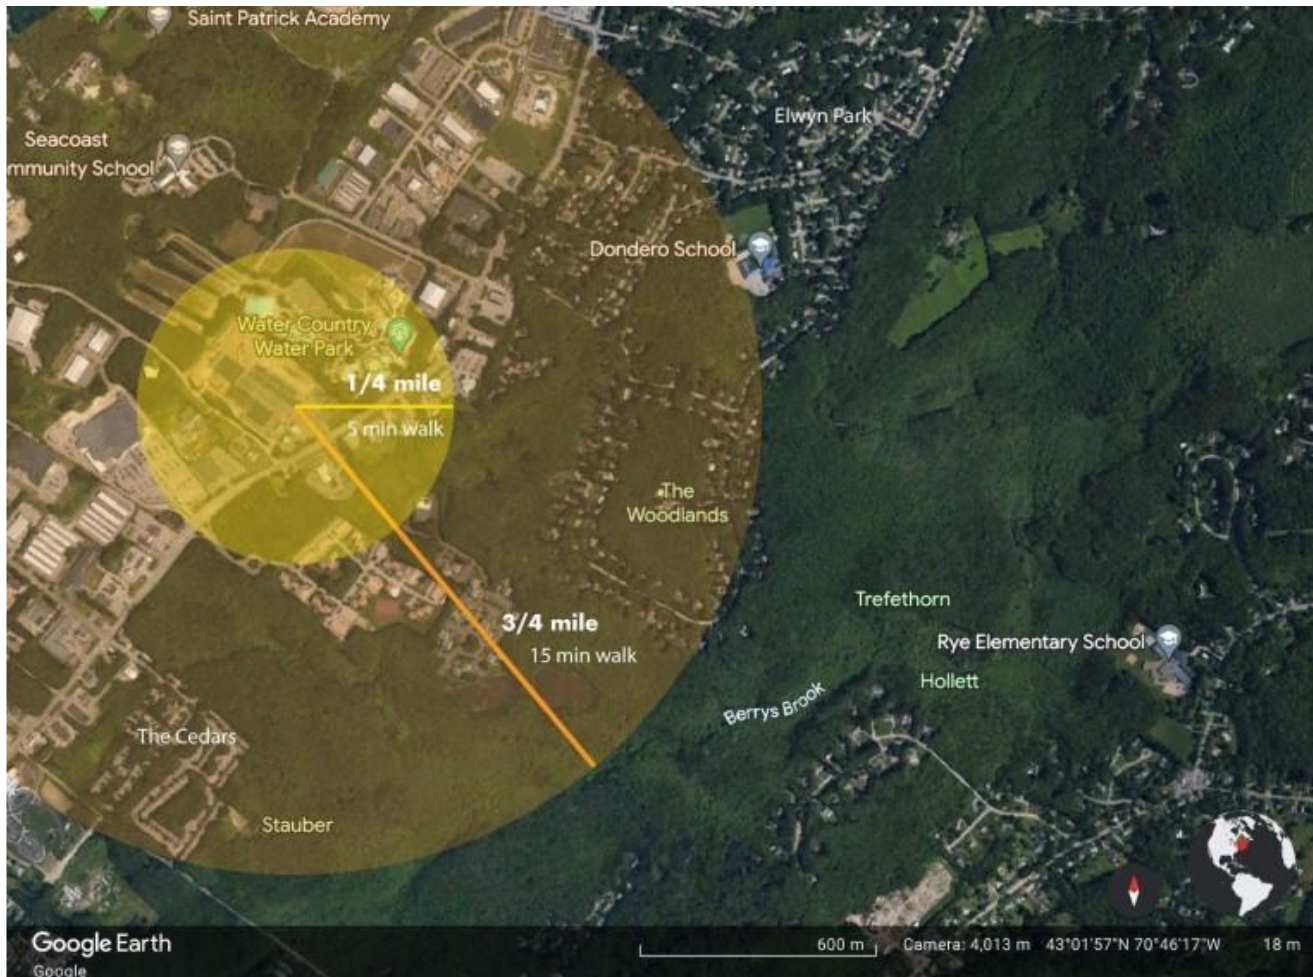 Saint Patrick Academy
Elwyn Park
Seacoast
mmunity School
Dondero School
Water Country
Water Park
1/4 mile
5 min walk
The
Woodlands
Trefethorn
3/4 mile
Rye Elementary School
15 min walk
Hollett
Berrys Brook
The Cedars
Stauber
Google Earth
600 m
Camera: 4,013 m 43°01'57"N 70°46'17"W 18 m
Google